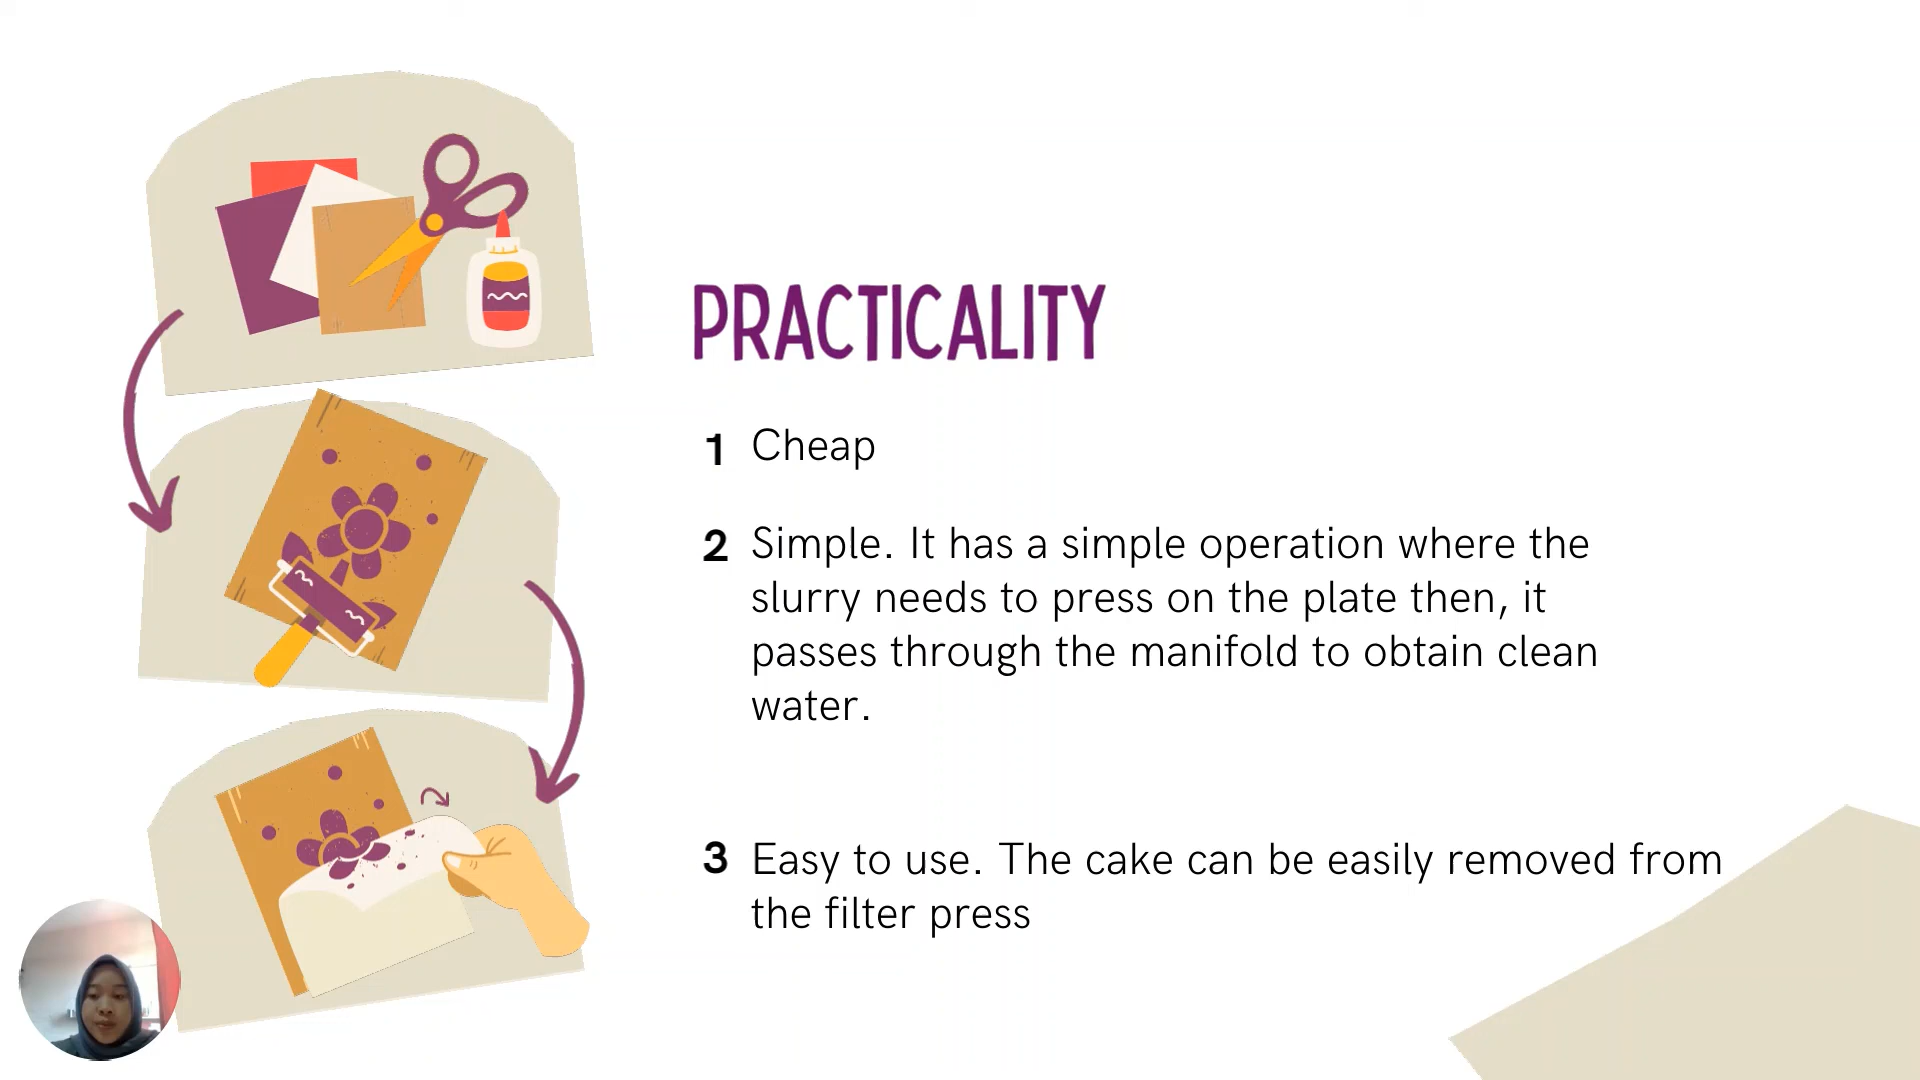 PRACTICALITY
1 Cheap
2 Simple. It has a simple operation where the
slurry needs to press on the plate then, it
passes through the manifold to obtain clean
water.
3 Easy to use. The cake can be easily removed from
the filter press